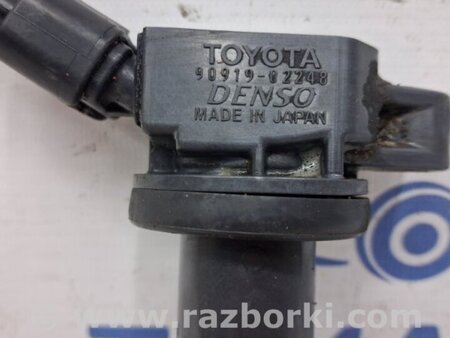 TOYOTA
90919-02248
DENSO
MADE IN JAPAN
www.razborki.com